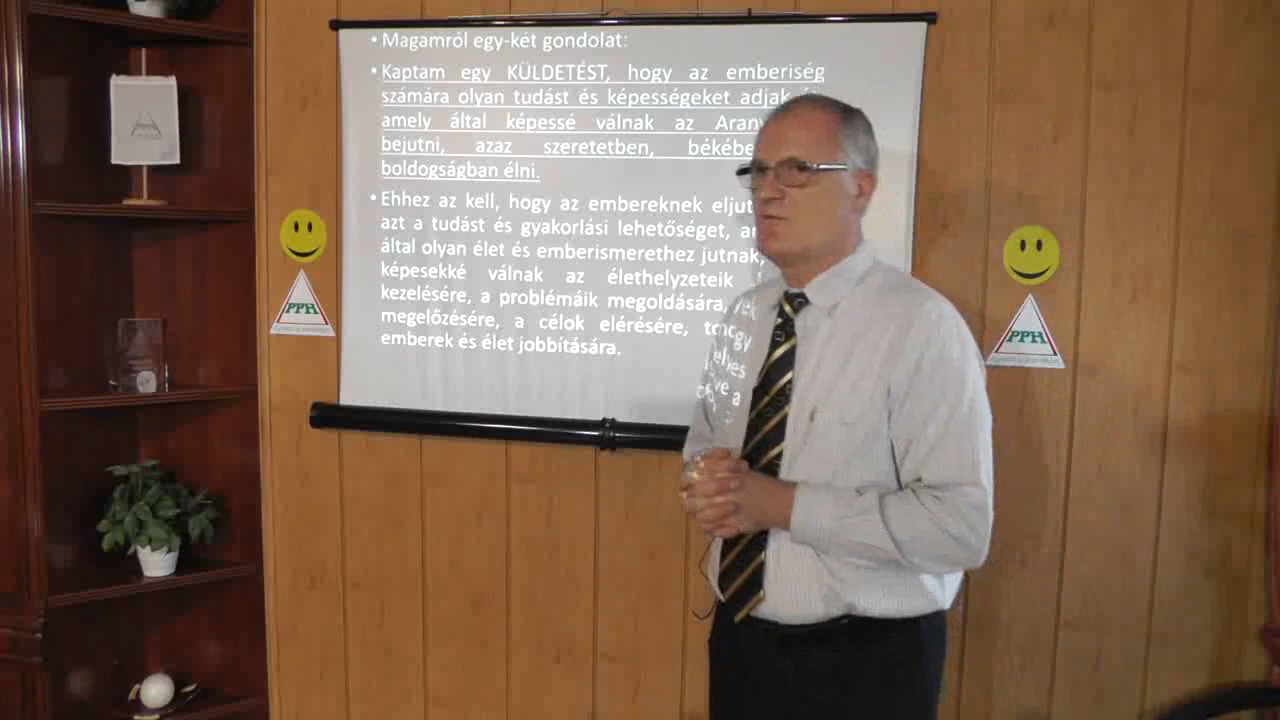 • Magamról egy-két gondolat:
• Kaptam egy KÜLDETÉST, hogy az emberiség
számára olyan tudást és képességeket adjak
amely által képessé válnak az Arany
bejutni, azaz szeretetben, békébe
boldogságban élni.
• Ehhez az kell, hogy az embereknek eljut
azt a tudást és gyakorlási lehetőséget, a
által olyan élet és emberismerethez jutnak,
képesekké válnak az élethelyzeteik
kezelésére, a problémáik megoldására,
megelőzésére, a célok elérésére,
emberek és élet jobbítására.
PPH
PPH